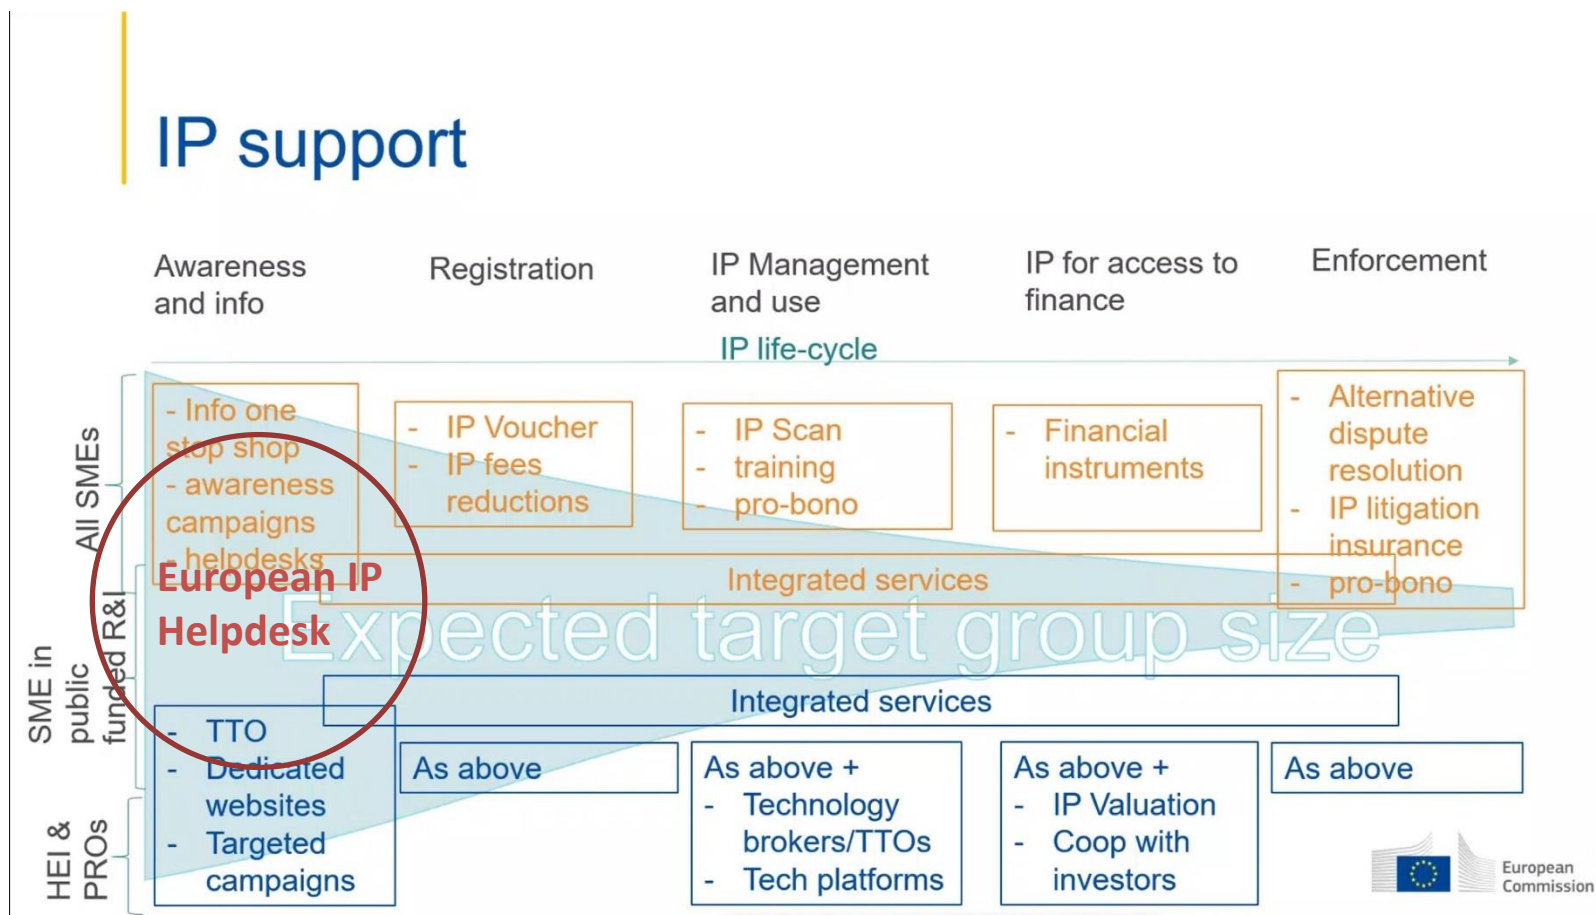 IP support
Awareness
and info
Registration
IP Management
and use
IP for access to
finance
Enforcement
IP life-cycle
All SMEs
- Info one
stop shop
- awareness
campaigns
- helpdesks
- IP Voucher
- IP fees
reductions
- IP Scan
- training
- pro-bono
- Financial
instruments
- Alternative
dispute
resolution
- IP litigation
insurance
- pro-bono
Integrated services
European IP
Helpdesk
Expected target group size
SME in
public
funded R&I
Integrated services
- TTO
- Dedicated
websites
- Targeted
campaigns
As above
As above +
- Technology
brokers/TTOs
- Tech platforms
As above +
- IP Valuation
- Coop with
investors
As above
HEI &
PROs
European
Commission